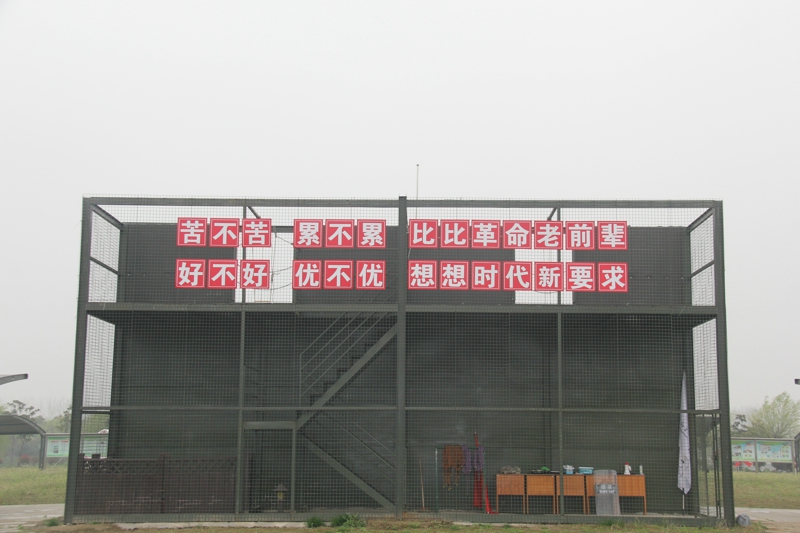 苦不苦 累不累 比比革命老前辈
好不好 优不优 想想时代新要求